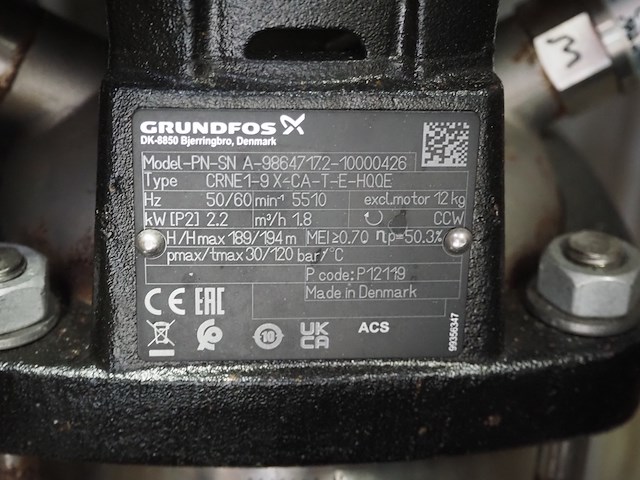 3
GRUNDFOS
DK-8850 Bjerringbro, Denmark
Model-PN-SN A-98647172-10000426
Type CRNE1-9 X-CA-T-E-HQQE
Hz 50/60 min⁻¹ 5510 excl.motor 12 kg
kW [P2] 2.2 m³/h 1.8 CCW
H/Hmax 189/194 m MEI≥0.70 ηp=50.3%
pmax/tmax 30/120 bar/°C
P code: P12119
Made in Denmark
CE EAC
10 UKCA ACS
99356347